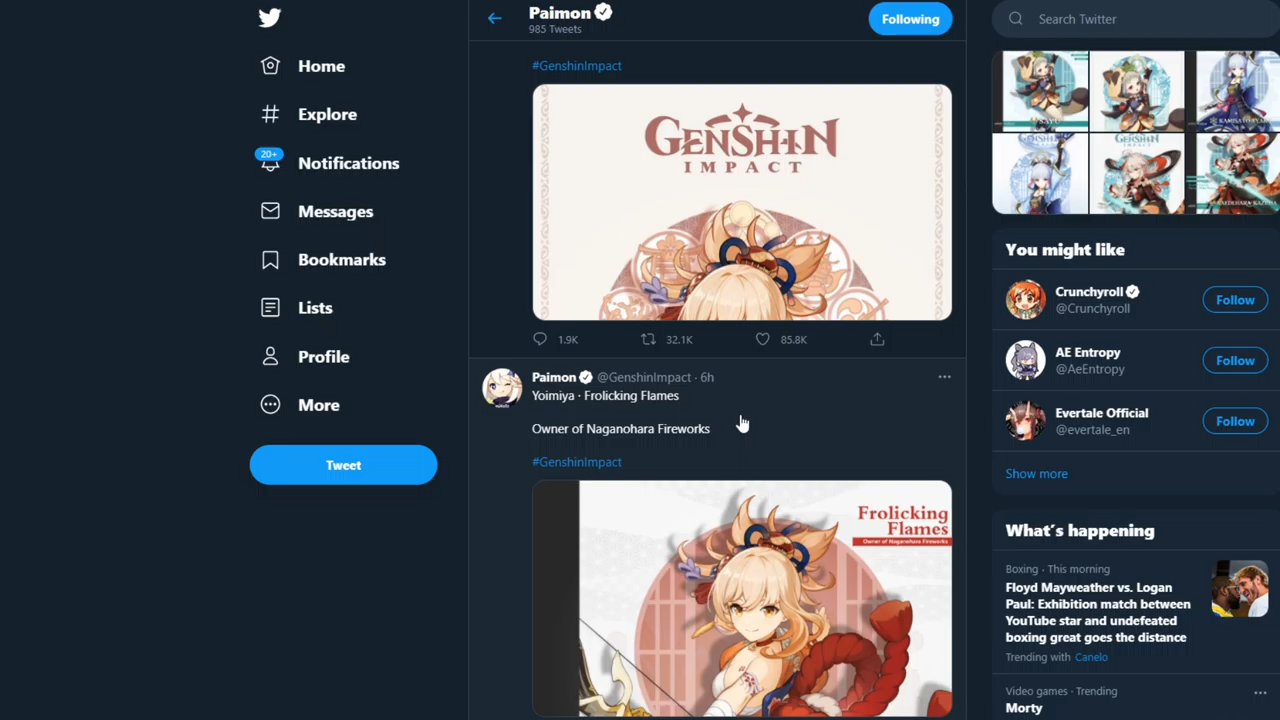 Home
Explore
20+
Notifications
Messages
Bookmarks
Lists
Profile
More
Tweet
Paimon
985 Tweets
Following
#GenshinImpact
GENSHIN
IMPACT
1.9K 32.1K 85.8K
Paimon @GenshinImpact · 6h
Yoimiya · Frolicking Flames
Owner of Naganohara Fireworks
#GenshinImpact
Frolicking
Flames
Owner of Naganohara Fireworks
Search Twitter
SAYU
IMPACT
You might like
Crunchyroll
@Crunchyroll
Follow
AE Entropy
@AeEntropy
Follow
Evertale Official
@evertale_en
Follow
Show more
What's happening
Boxing · This morning
Floyd Mayweather vs. Logan
Paul: Exhibition match between
YouTube star and undefeated
boxing great goes the distance
Trending with Canelo
Video games · Trending
Morty